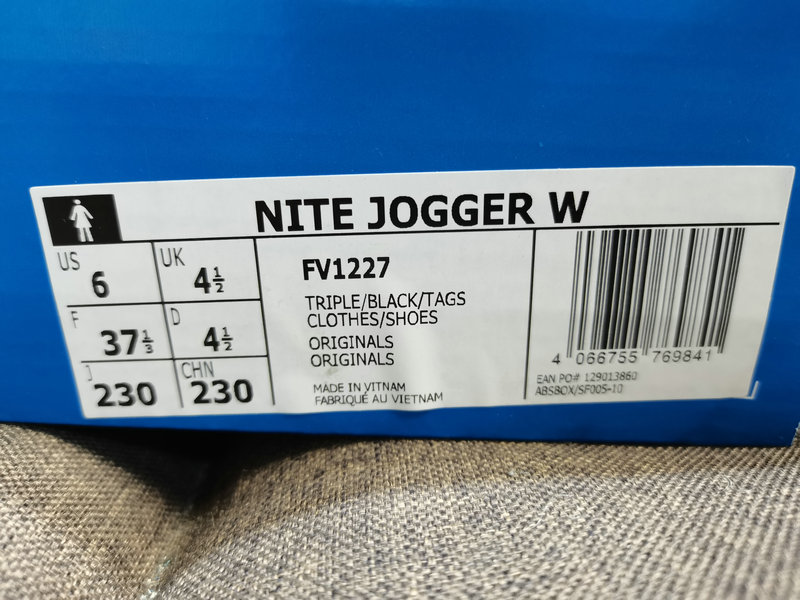 NITE JOGGER W
US 6
UK 4½
F 37⅓
D 4½
J 230
CHN 230
FV1227
TRIPLE/BLACK/TAGS
CLOTHES/SHOES
ORIGINALS
ORIGINALS
MADE IN VITNAM
FABRIQUÉ AU VIETNAM
4 066755 769841
EAN PO# 129013860
ABSBOX/SF005-10